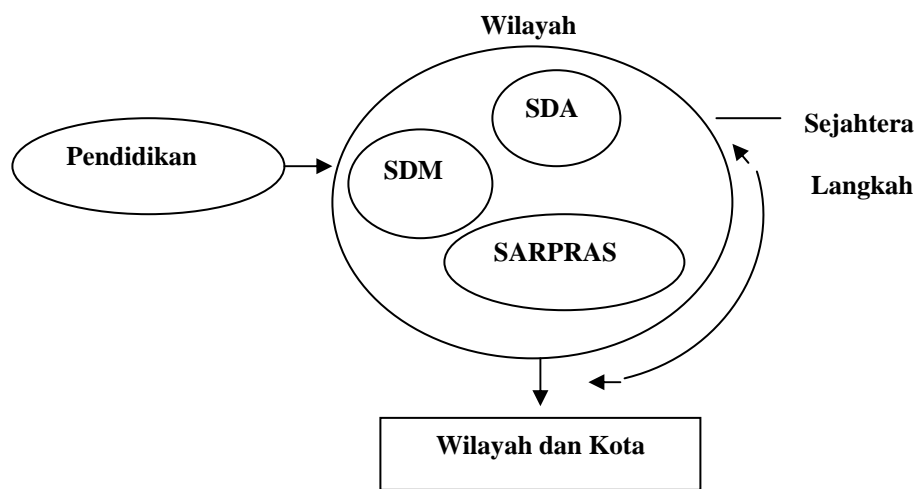 Wilayah
SDA
Sejahtera
Pendidikan
SDM
Langkah
SARPRAS
Wilayah dan Kota